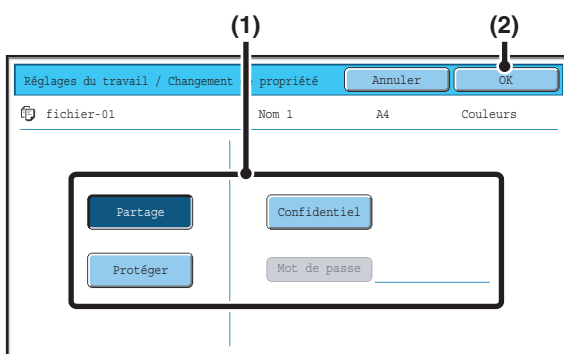 (1) (2)
Réglages du travail / Changement propriété Annuler OK
fichier-01 Nom 1 A4 Couleurs
Partage Confidentiel
Protéger Mot de passe